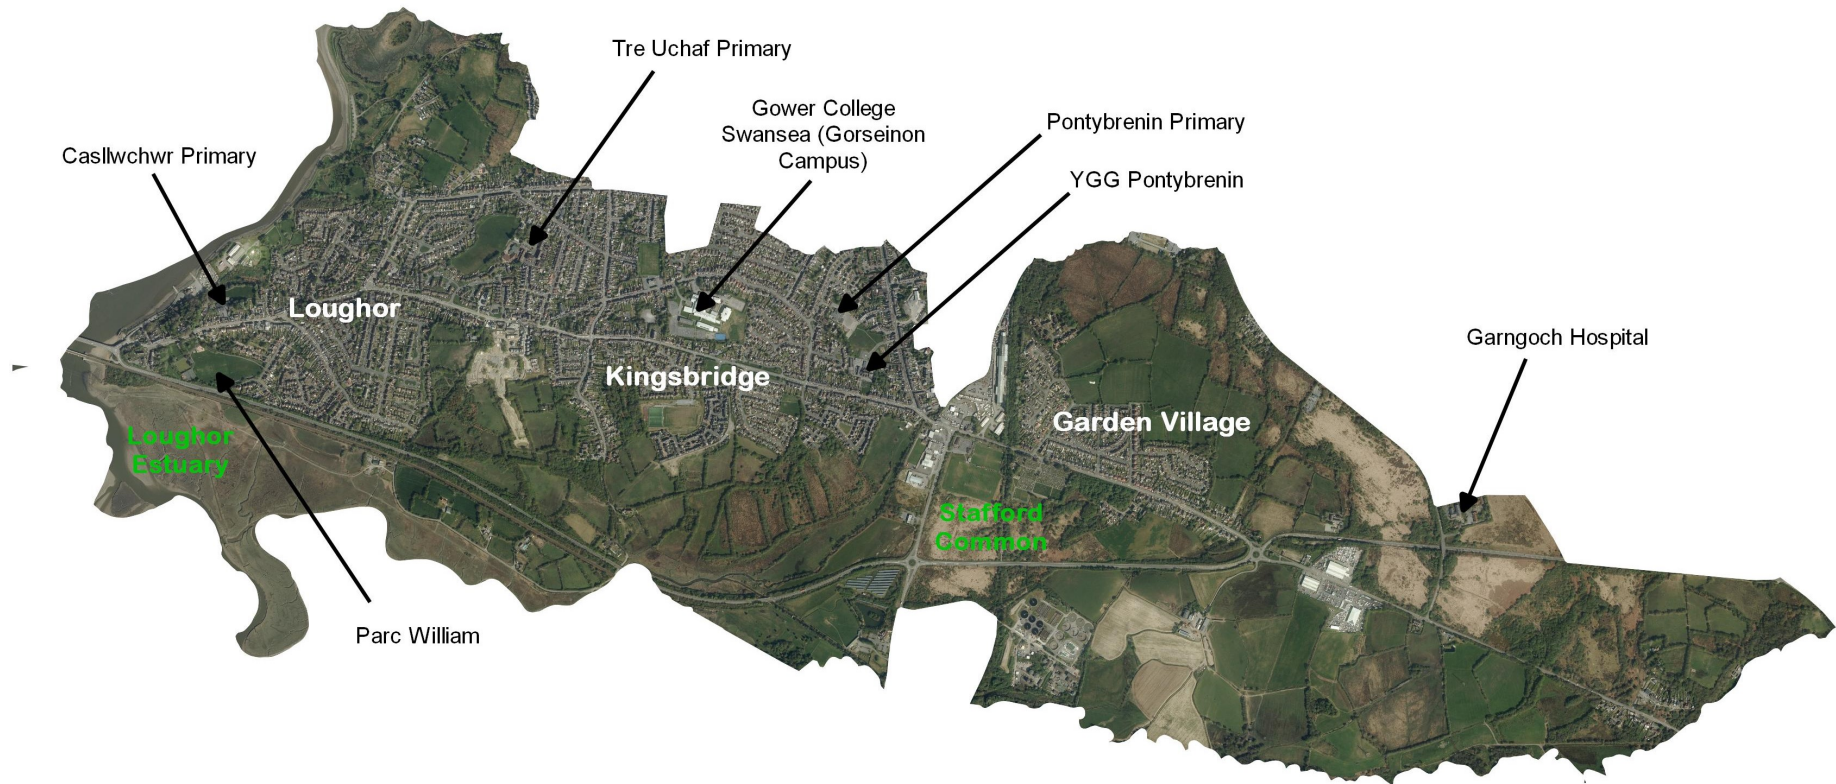 Tre Uchaf Primary
Gower College
Swansea (Gorseinon
Campus)
Pontybrenin Primary
Casllwchwr Primary
YGG Pontybrenin
Loughor
Garngoch Hospital
Kingsbridge
Garden Village
Loughor
Estuary
Stafford
Common
Parc William